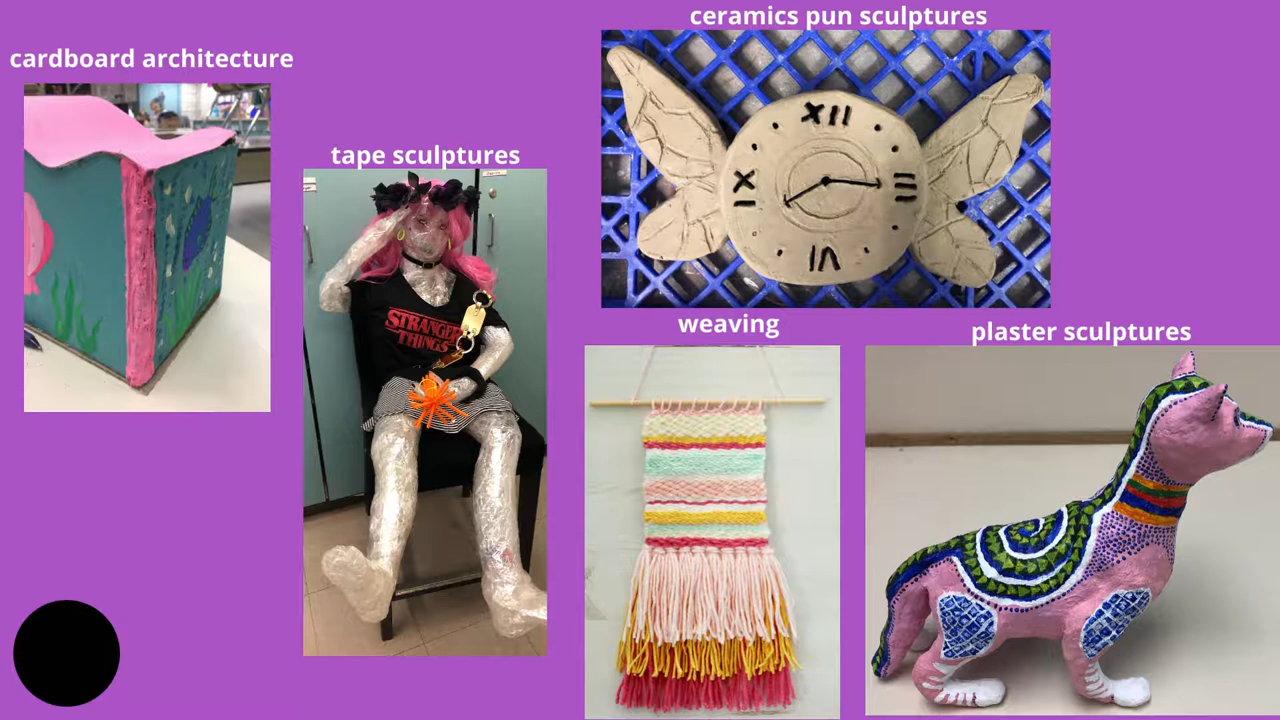 ceramics pun sculptures
cardboard architecture
tape sculptures
STRANGER
THINGS
XII
IX
III
VI
weaving
plaster sculptures